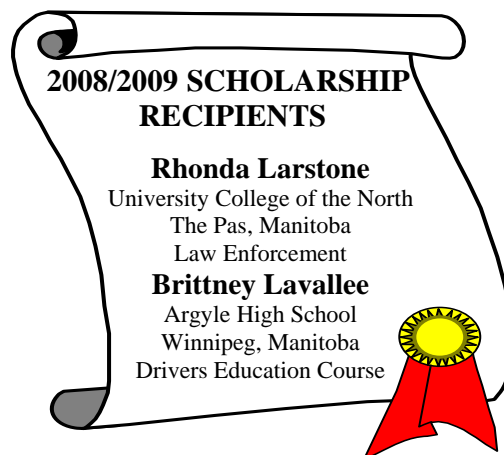 2008/2009 SCHOLARSHIP
RECIPIENTS
Rhonda Larstone
University College of the North
The Pas, Manitoba
Law Enforcement
Brittney Lavallee
Argyle High School
Winnipeg, Manitoba
Drivers Education Course